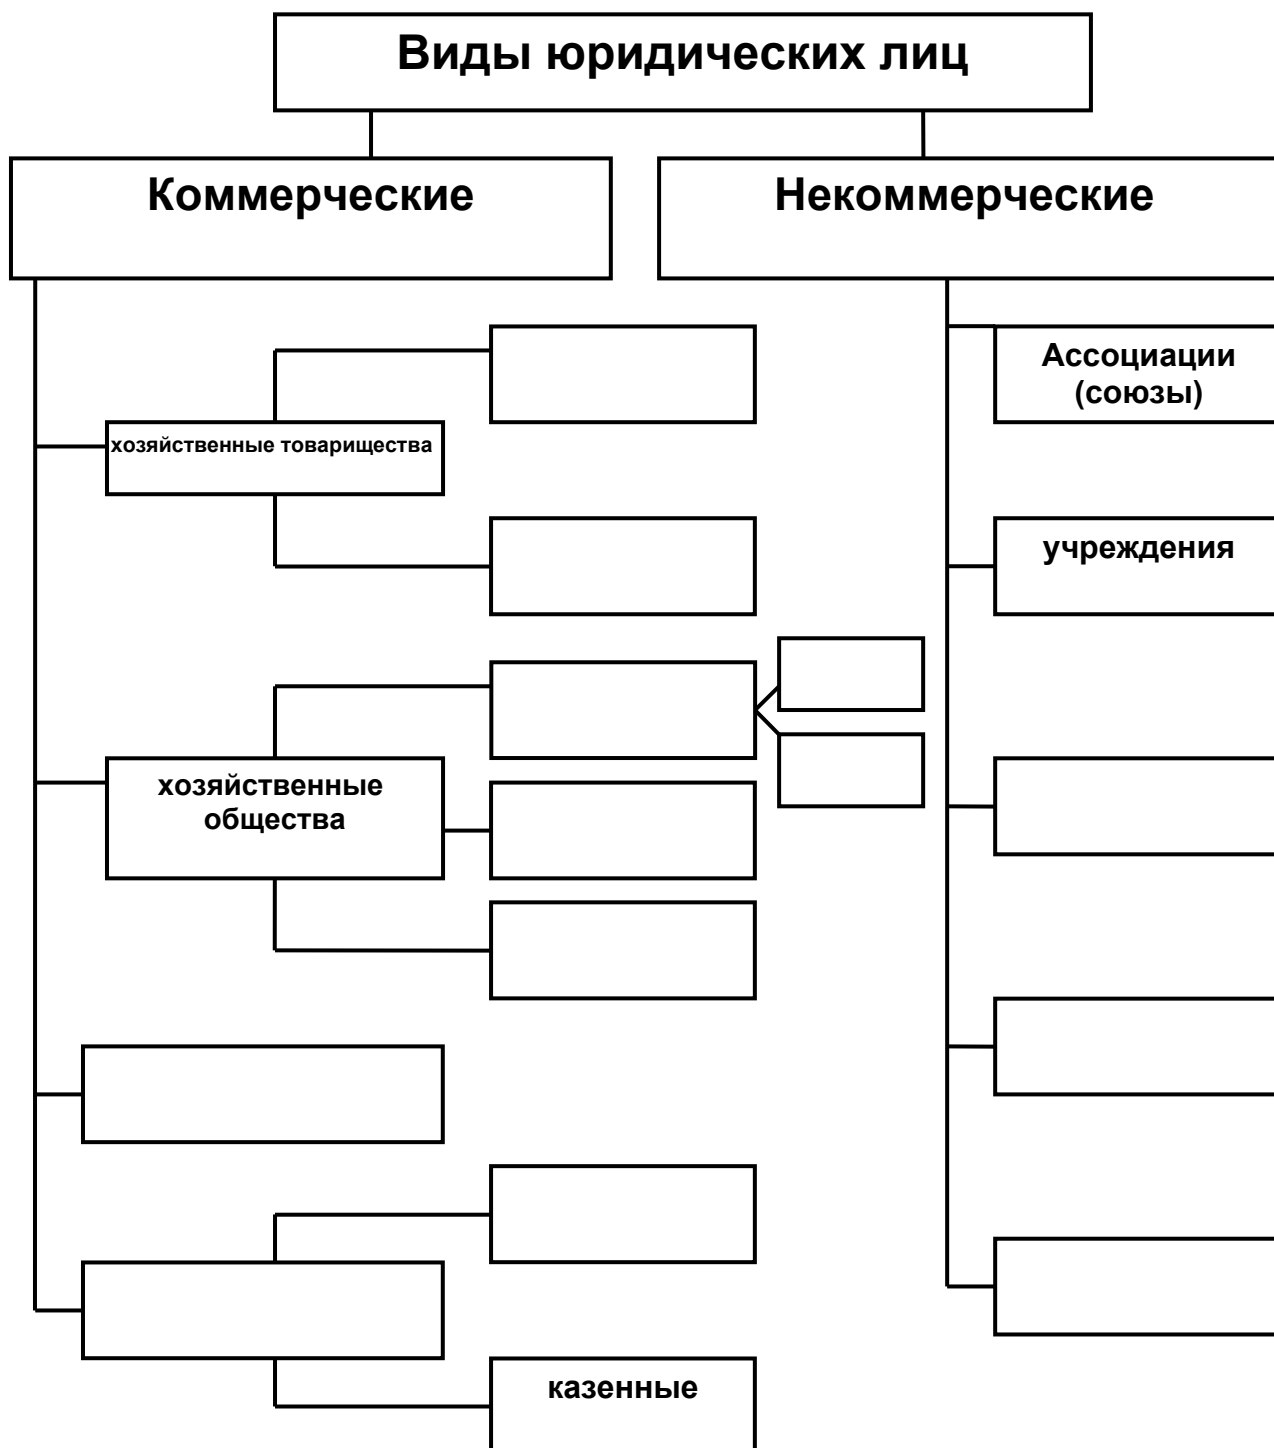 Виды юридических лиц
Коммерческие
Некоммерческие
Ассоциации
(союзы)
хозяйственные товарищества
учреждения
хозяйственные
общества
казенные